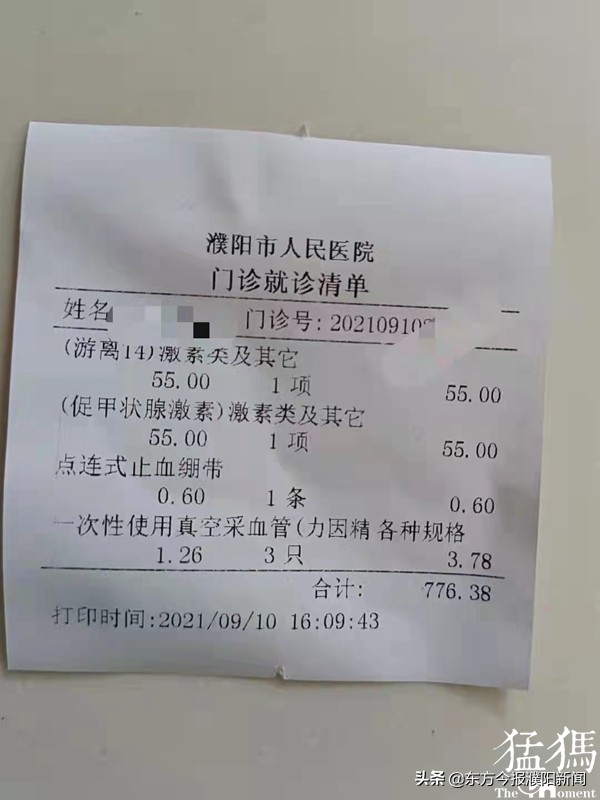 濮阳市人民医院
门诊就诊清单
姓名 门诊号: 20210910
(游离14)激素类及其它
55.00 1 项 55.00
(促甲状腺激素)激素类及其它
55.00 1 项 55.00
点连式止血绷带
0.60 1 条 0.60
一次性使用真空采血管(力因精 各种规格
1.26 3 只 3.78
合计: 776.38
打印时间:2021/09/10 16:09:43
猛犸
The Moment
头条 @东方今报濮阳新闻